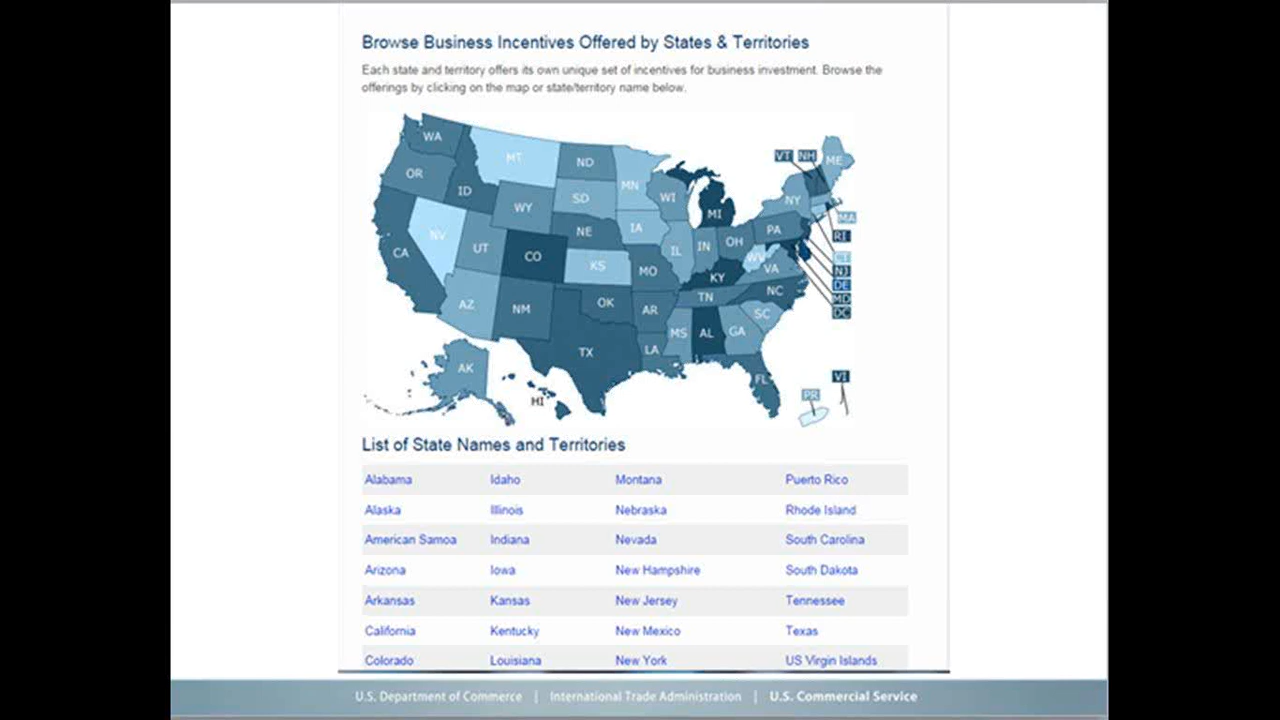 Browse Business Incentives Offered by States & Territories
Each state and territory offers its own unique set of incentives for business investment. Browse the
offerings by clicking on the map or state/territory name below.
WA
MT
ND
VT NH ME
OR
ID
MN
WI
NY
WY
SD
MI
MA
NV
UT
NE
IA
PA
RI
CA
CO
KS
IL IN OH
WV
CT
MO
KY
VA
NJ
DE
AZ
NM
OK
TN
NC
MD
AR
SC
DC
TX
MS AL GA
LA
AK
FL
VI
HI
PR
List of State Names and Territories
Alabama Idaho Montana Puerto Rico
Alaska Illinois Nebraska Rhode Island
American Samoa Indiana Nevada South Carolina
Arizona Iowa New Hampshire South Dakota
Arkansas Kansas New Jersey Tennessee
California Kentucky New Mexico Texas
Colorado Louisiana New York US Virgin Islands
U.S. Department of Commerce | International Trade Administration | U.S. Commercial Service